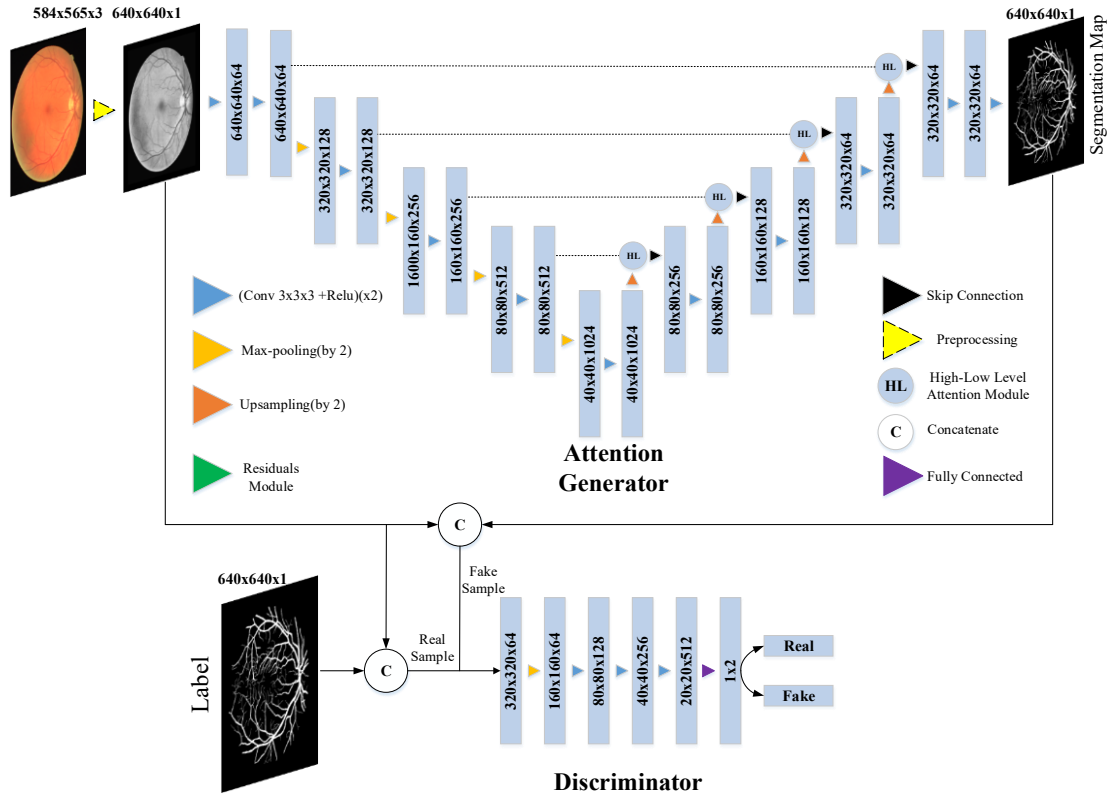 584x565x3
640x640x1
640x640x64
640x640x64
320x320x128
320x320x128
1600x160x256
160x160x256
80x80x512
80x80x512
40x40x1024
40x40x1024
HL
80x80x256
80x80x256
HL
160x160x128
160x160x128
HL
320x320x64
320x320x64
HL
320x320x64
320x320x64
640x640x1
Segmentation Map
(Conv 3x3x3 +Relu)(x2)
Max-pooling(by 2)
Upsampling(by 2)
Residuals
Module
Attention
Generator
Skip Connection
Preprocessing
HL
High-Low Level
Attention Module
C
Concatenate
Fully Connected
C
Fake
Sample
640x640x1
Label
C
Real
Sample
320x320x64
160x160x64
80x80x128
40x40x256
20x20x512
1x2
Real
Fake
Discriminator